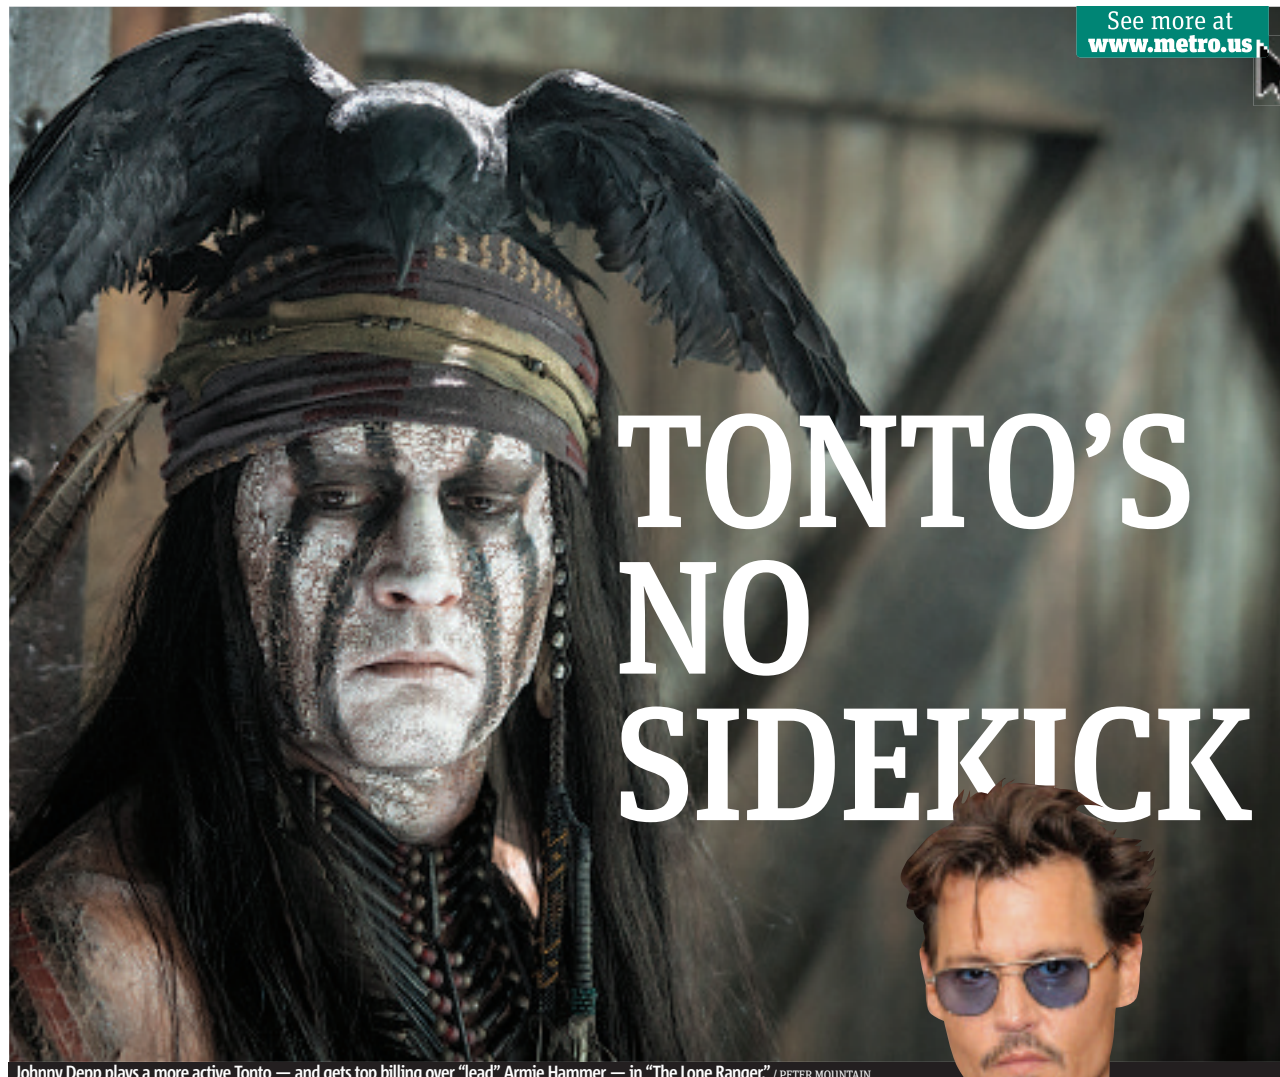 See more at
www.metro.us
TONTO’S
NO
SIDEKICK
Johnny Depp plays a more active Tonto — and gets top billing over “lead” Armie Hammer — in “The Lone Ranger.” / PETER MOUNTAIN